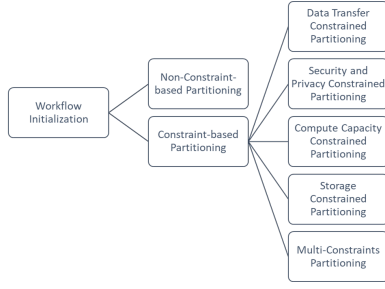 Workflow
Initialization
Non-Constraint-
based Partitioning
Constraint-based
Partitioning
Data Transfer
Constrained
Partitioning
Security and
Privacy Constrained
Partitioning
Compute Capacity
Constrained
Partitioning
Storage
Constrained
Partitioning
Multi-Constraints
Partitioning